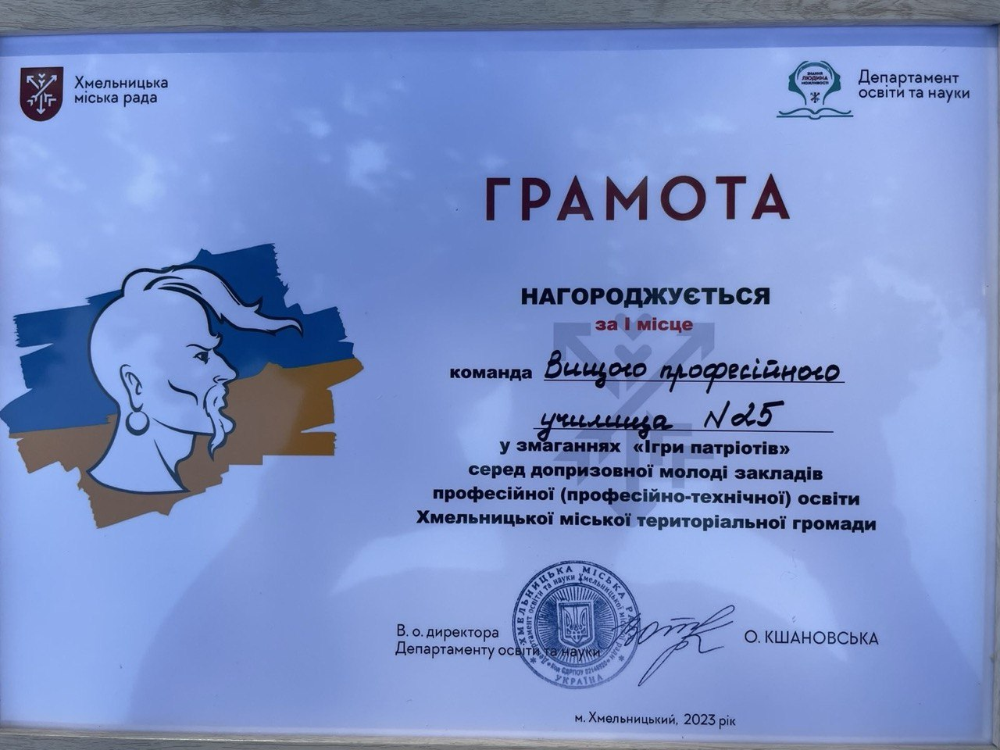 Хмельницька
міська рада
ЗНАННЯ
ЛЮДИНА
МОЖЛИВОСТІ
Департамент
освіти та науки
ГРАМОТА
НАГОРОДЖУЄТЬСЯ
за І місце
команда Вищого професійного
училища №25
у змаганнях «Ігри патріотів»
серед допризовної молоді закладів
професійної (професійно-технічної) освіти
Хмельницької міської територіальної громади
ХМЕЛЬНИЦЬКА МІСЬКА РАДА
УКРАЇНА
Департамент освіти та науки Хмельницької міської ради
В. о. директора
Департаменту освіти та науки
О. КШАНОВСЬКА
м. Хмельницький, 2023 рік